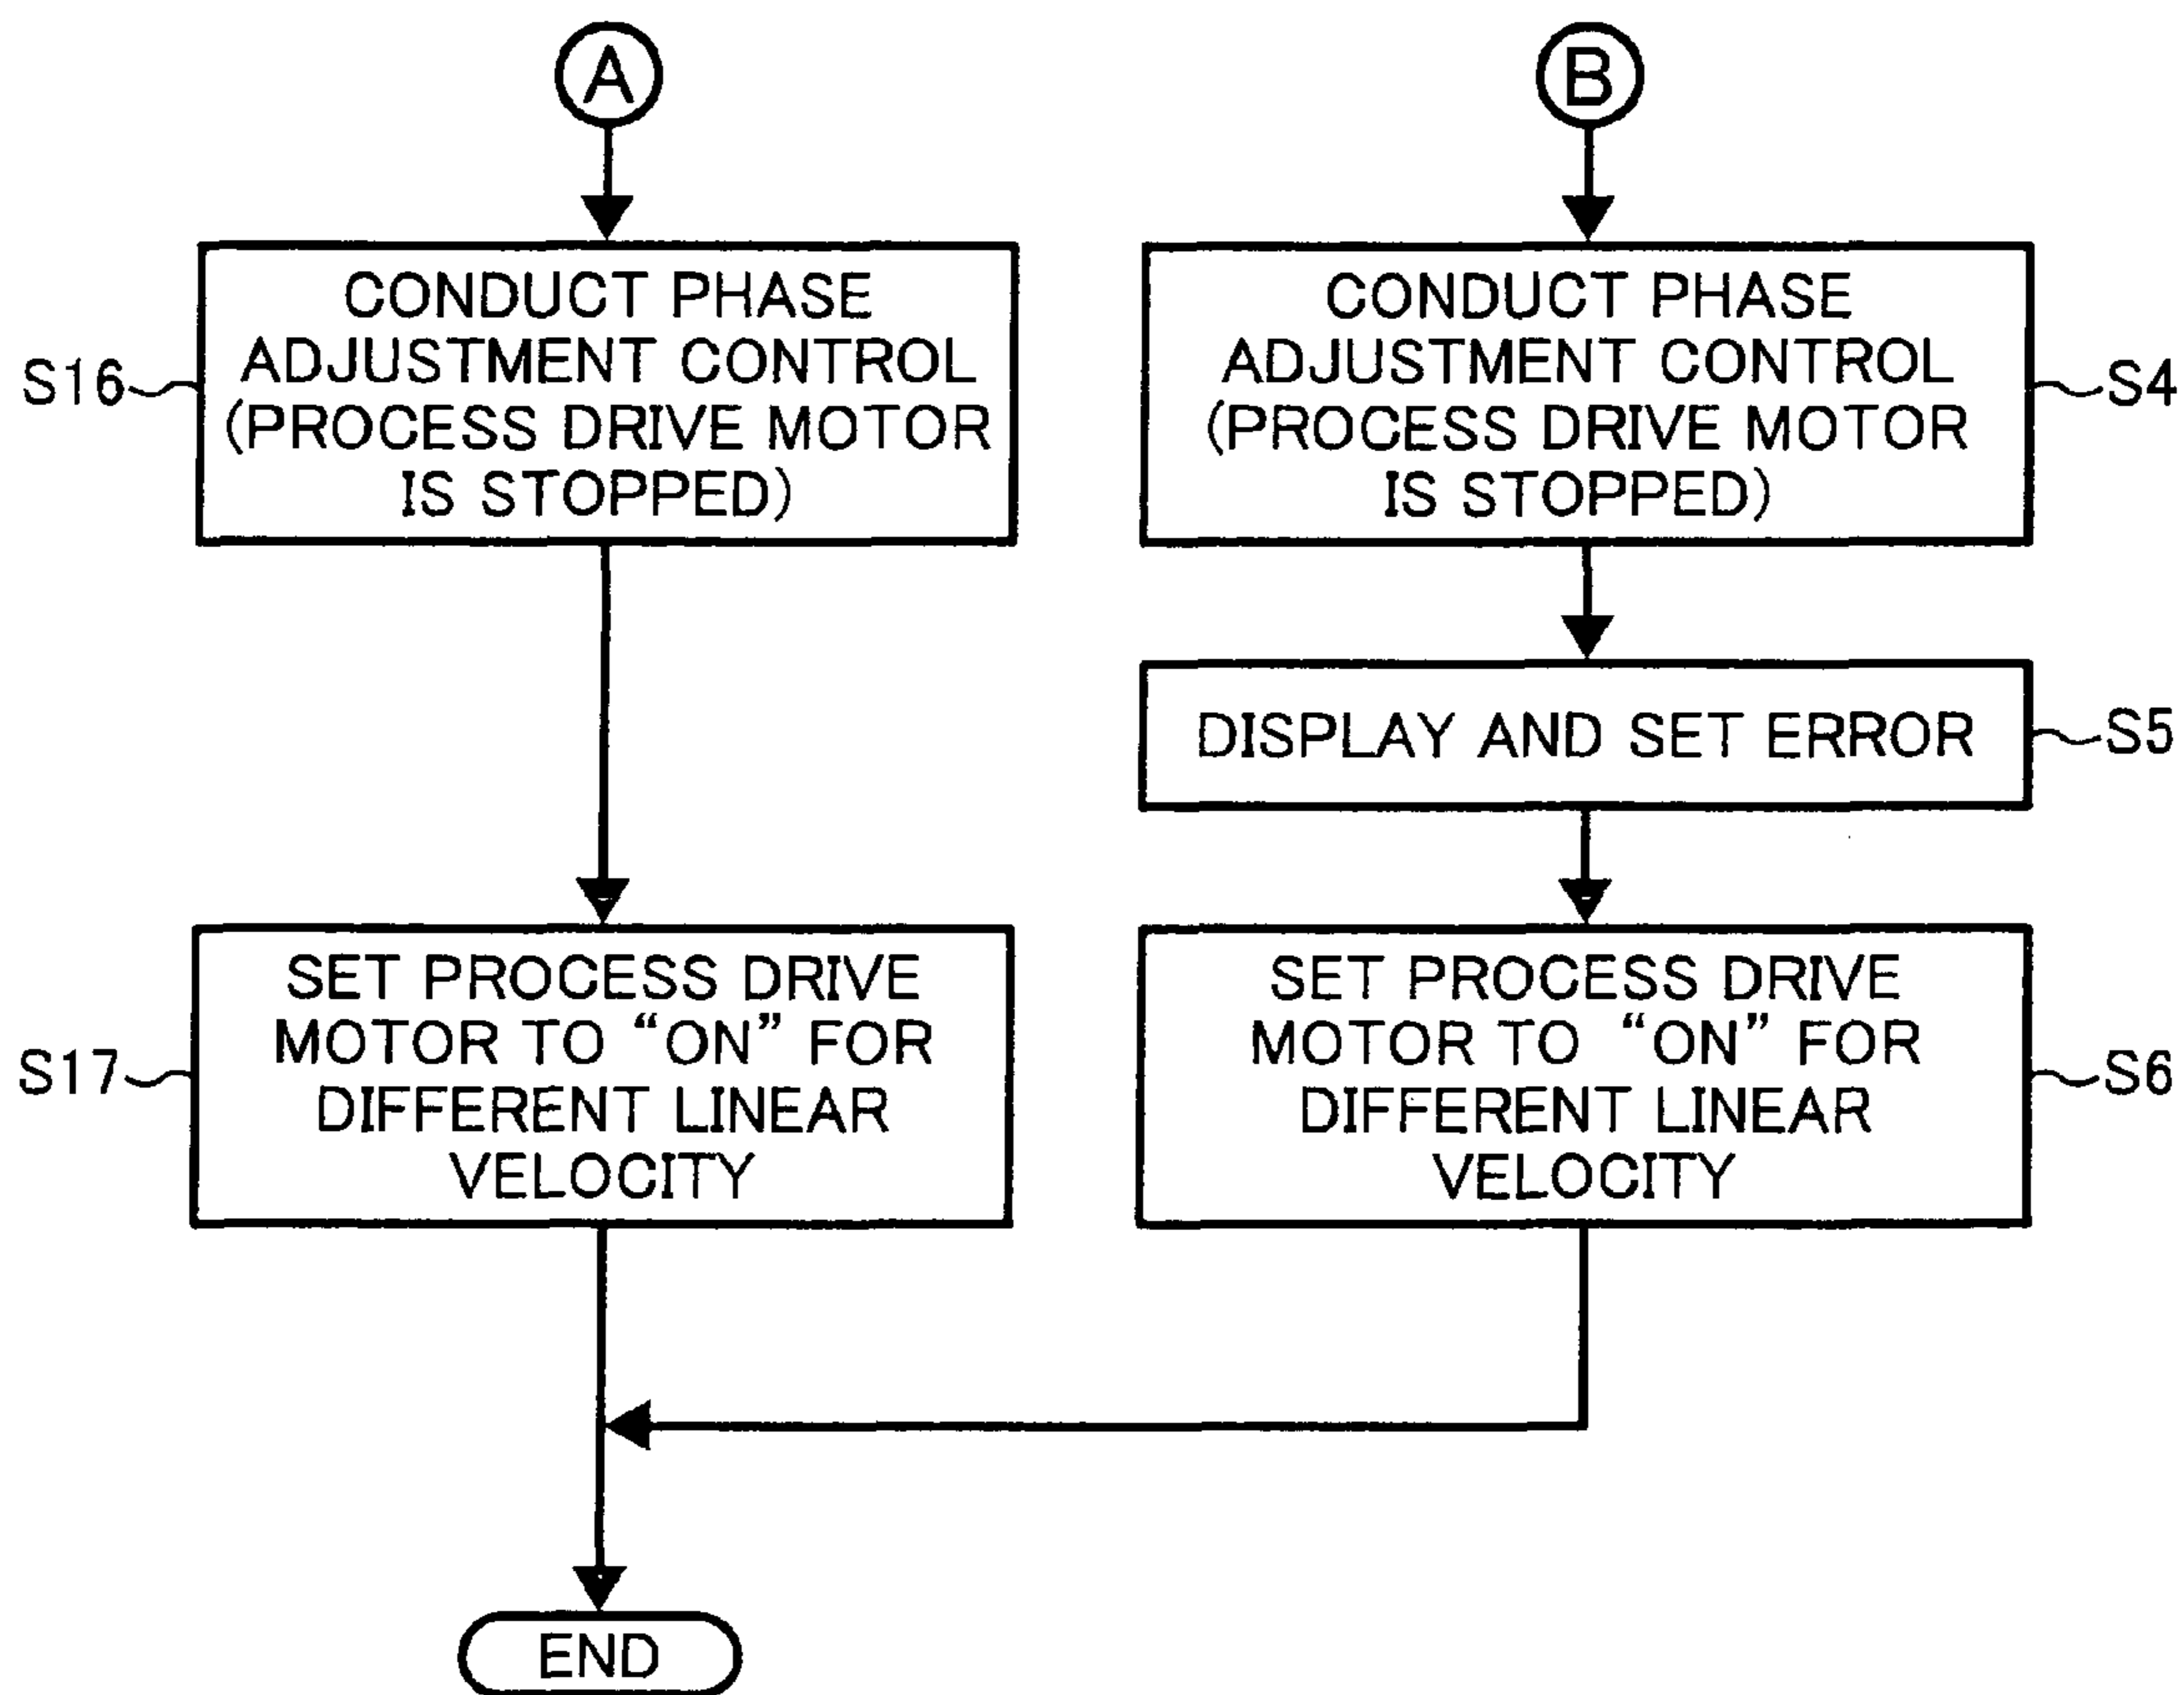 A
CONDUCT PHASE
ADJUSTMENT CONTROL
(PROCESS DRIVE MOTOR
IS STOPPED)
S16
SET PROCESS DRIVE
MOTOR TO “ON” FOR
DIFFERENT LINEAR
VELOCITY
S17
B
CONDUCT PHASE
ADJUSTMENT CONTROL
(PROCESS DRIVE MOTOR
IS STOPPED)
S4
DISPLAY AND SET ERROR
S5
SET PROCESS DRIVE
MOTOR TO “ON” FOR
DIFFERENT LINEAR
VELOCITY
S6
END